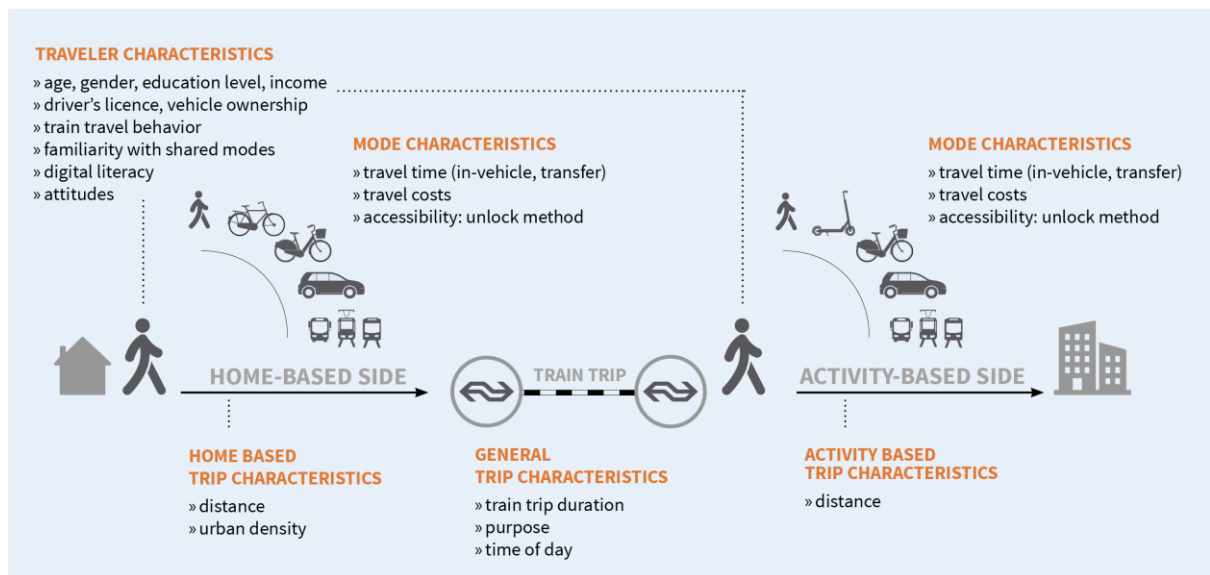 TRAVELER CHARACTERISTICS
» age, gender, education level, income
» driver's licence, vehicle ownership
» train travel behavior
» familiarity with shared modes
» digital literacy
» attitudes
MODE CHARACTERISTICS
» travel time (in-vehicle, transfer)
» travel costs
» accessibility: unlock method
MODE CHARACTERISTICS
» travel time (in-vehicle, transfer)
» travel costs
» accessibility: unlock method
HOME-BASED SIDE
TRAIN TRIP
ACTIVITY-BASED SIDE
HOME BASED
TRIP CHARACTERISTICS
» distance
» urban density
GENERAL
TRIP CHARACTERISTICS
» train trip duration
» purpose
» time of day
ACTIVITY BASED
TRIP CHARACTERISTICS
» distance